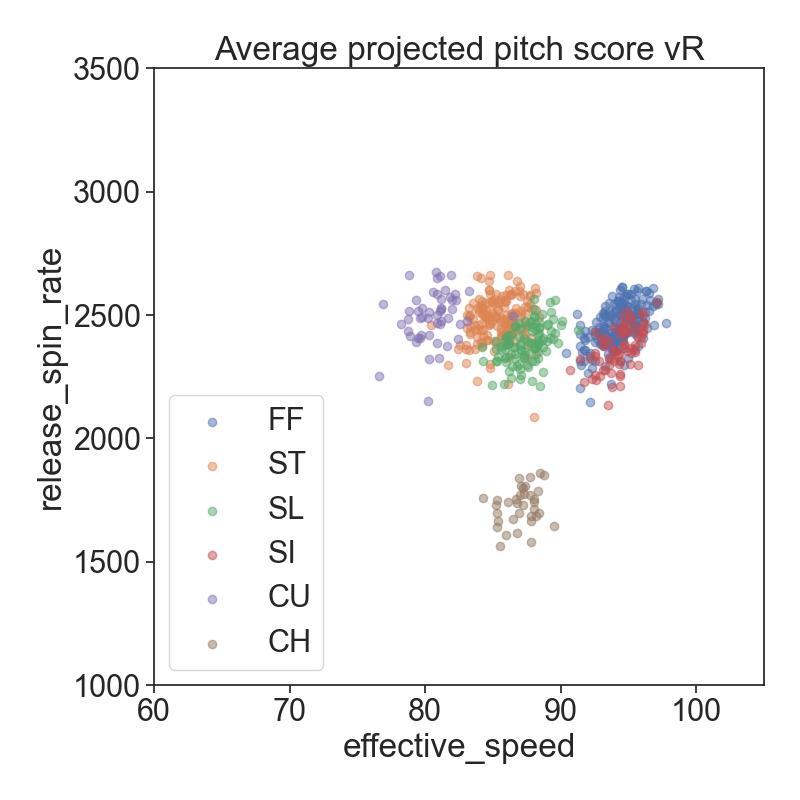 Average projected pitch score vR
3500
3000
2500
2000
1500
1000
release_spin_rate
FF
ST
SL
SI
CU
CH
60
70
80
90
100
effective_speed